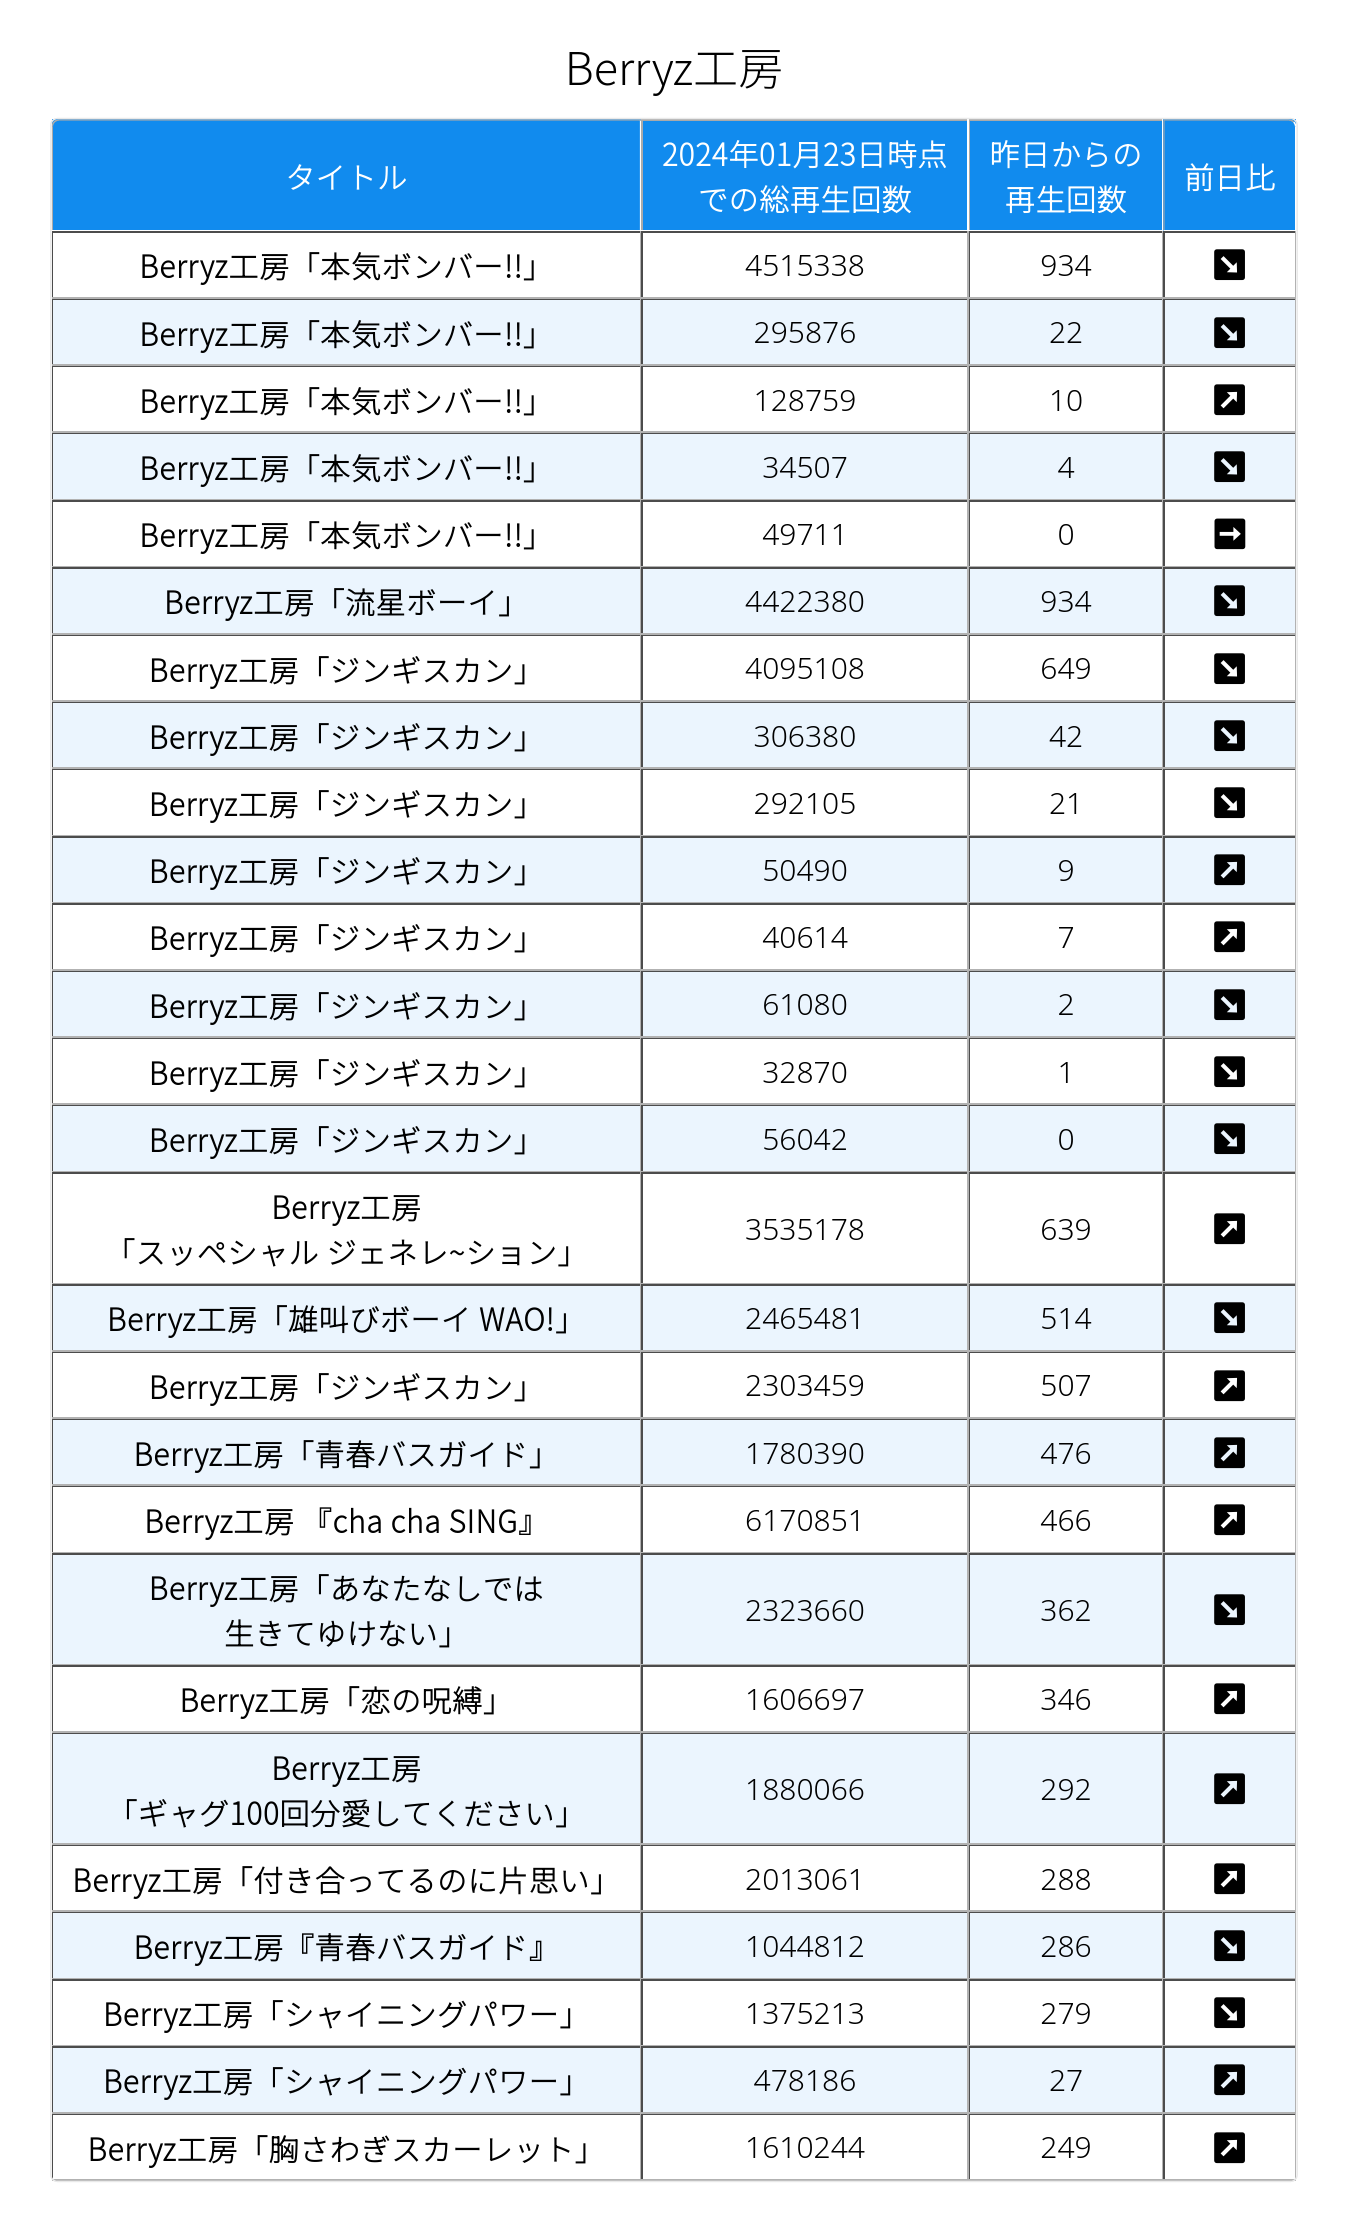 Berryz工房
タイトル
2024年01月23日時点
での総再生回数
昨日からの
再生回数
前日比
Berryz工房「本気ボンバー!!」 4515338 934 ↘
Berryz工房「本気ボンバー!!」 295876 22 ↘
Berryz工房「本気ボンバー!!」 128759 10 ↗
Berryz工房「本気ボンバー!!」 34507 4 ↘
Berryz工房「本気ボンバー!!」 49711 0 →
Berryz工房「流星ボーイ」 4422380 934 ↘
Berryz工房「ジンギスカン」 4095108 649 ↘
Berryz工房「ジンギスカン」 306380 42 ↘
Berryz工房「ジンギスカン」 292105 21 ↘
Berryz工房「ジンギスカン」 50490 9 ↗
Berryz工房「ジンギスカン」 40614 7 ↗
Berryz工房「ジンギスカン」 61080 2 ↘
Berryz工房「ジンギスカン」 32870 1 ↘
Berryz工房「ジンギスカン」 56042 0 ↘
Berryz工房
「スッペシャル ジェネレ~ション」 3535178 639 ↗
Berryz工房「雄叫びボーイ WAO!」 2465481 514 ↘
Berryz工房「ジンギスカン」 2303459 507 ↗
Berryz工房「青春バスガイド」 1780390 476 ↗
Berryz工房 『cha cha SING』 6170851 466 ↗
Berryz工房「あなたなしでは
生きてゆけない」 2323660 362 ↘
Berryz工房「恋の呪縛」 1606697 346 ↗
Berryz工房
「ギャグ100回分愛してください」 1880066 292 ↗
Berryz工房「付き合ってるのに片思い」 2013061 288 ↗
Berryz工房『青春バスガイド』 1044812 286 ↘
Berryz工房「シャイニングパワー」 1375213 279 ↘
Berryz工房「シャイニングパワー」 478186 27 ↗
Berryz工房「胸さわぎスカーレット」 1610244 249 ↗